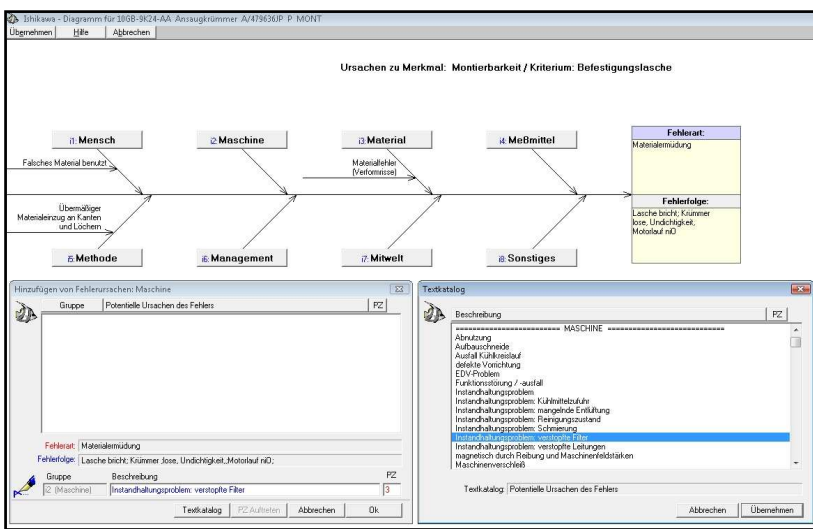 Ishikawa - Diagramm für 10GB-9K24-AA Ansaugkrümmer A/479636JP P MONT
Übernehmen Hilfe Abbrechen
Ursachen zu Merkmal: Montierbarkeit / Kriterium: Befestigungslasche
i1: Mensch
i2: Maschine
i3: Material
i4: Meßmittel
Fehlerart:
Materialermüdung
Falsches Material benutzt
Materialfehler
(Verformrisse)
Übermäßiger
Materialeinzug an Kanten
und Löchern
Fehlerfolge:
Lasche bricht; Krümmer
lose, Undichtigkeit,
Motorlauf niO
i5: Methode
i6: Management
i7: Mitwelt
i8: Sonstiges
Hinzufügen von Fehlerursachen: Maschine
Gruppe Potentielle Ursachen des Fehlers PZ
Fehlerart: Materialermüdung
Fehlerfolge: Lasche bricht; Krümmer ;lose, Undichtigkeit,;Motorlauf niO;
Gruppe Beschreibung PZ
i2 (Maschine) Instandhaltungsproblem: verstopfte Filter 3
Textkatalog PZ Auftreten Abbrechen Ok
Textkatalog
Beschreibung PZ
========================= MASCHINE ============================
Abnutzung
Aufbauschneide
Ausfall Kühlkreislauf
defekte Vorrichtung
EDV-Problem
Funktionsstörung / -ausfall
Instandhaltungsproblem
Instandhaltungsproblem: Kühlmittelzufuhr
Instandhaltungsproblem: mangelnde Entlüftung
Instandhaltungsproblem: Reinigungszustand
Instandhaltungsproblem: Schmierung
Instandhaltungsproblem: verstopfte Filter
Instandhaltungsproblem: verstopfte Leitungen
magnetisch durch Reibung und Maschinenfeldstärken
Maschinenverschleiß
Textkatalog: Potentielle Ursachen des Fehlers
Abbrechen Übernehmen